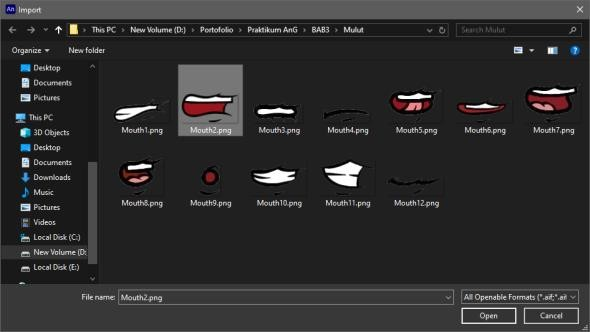 An Import
This PC > New Volume (D:) > Portofolio > Praktikum AnG > BAB3 > Mulut
Search Mulut
Organize
New folder
Desktop
Documents
Pictures
This PC
3D Objects
Desktop
Documents
Downloads
Music
Pictures
Videos
Local Disk (C:)
New Volume (D:
Local Disk (E:)
Mouth1.png
Mouth2.png
Mouth3.png
Mouth4.png
Mouth5.png
Mouth6.png
Mouth7.png
Mouth8.png
Mouth9.png
Mouth10.png
Mouth11.png
Mouth12.png
File name: Mouth2.png
All Openable Formats (*.aif;*.aif
Open
Cancel